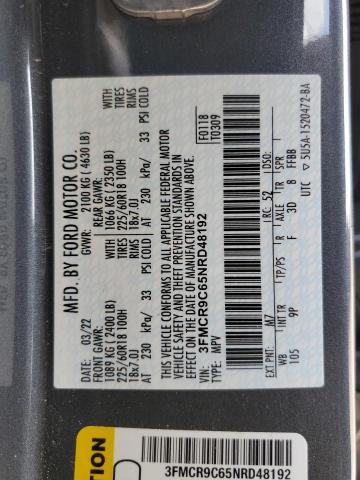 MFD. BY FORD MOTOR CO.
DATE: 03/22 GVWR: 2100 KG ( 4630 LB)
FRONT GAWR: REAR GAWR: WITH
1089 KG ( 2400 LB) 1066 KG ( 2350 LB) TIRES
225/60R18 100H 225/60R18 100H RIMS
18x7.0J 18x7.0J
AT 230 kPa/ 33 PSI COLD AT 230 kPa/ 33 PSI COLD
THIS VEHICLE CONFORMS TO ALL APPLICABLE FEDERAL MOTOR
VEHICLE SAFETY AND THEFT PREVENTION STANDARDS IN
EFFECT ON THE DATE OF MANUFACTURE SHOWN ABOVE.
VIN: 3FMCR9C65NRD48192
TYPE: MPV
F0118
T0309
EXT PNT: M7 RC: 52 DSO:
WB INT TR TP/PS R AXLE TR SPR
105 9P F 3D 8 FFBB
UTC 5U5A-1520472-BA
TION
3FMCR9C65NRD48192